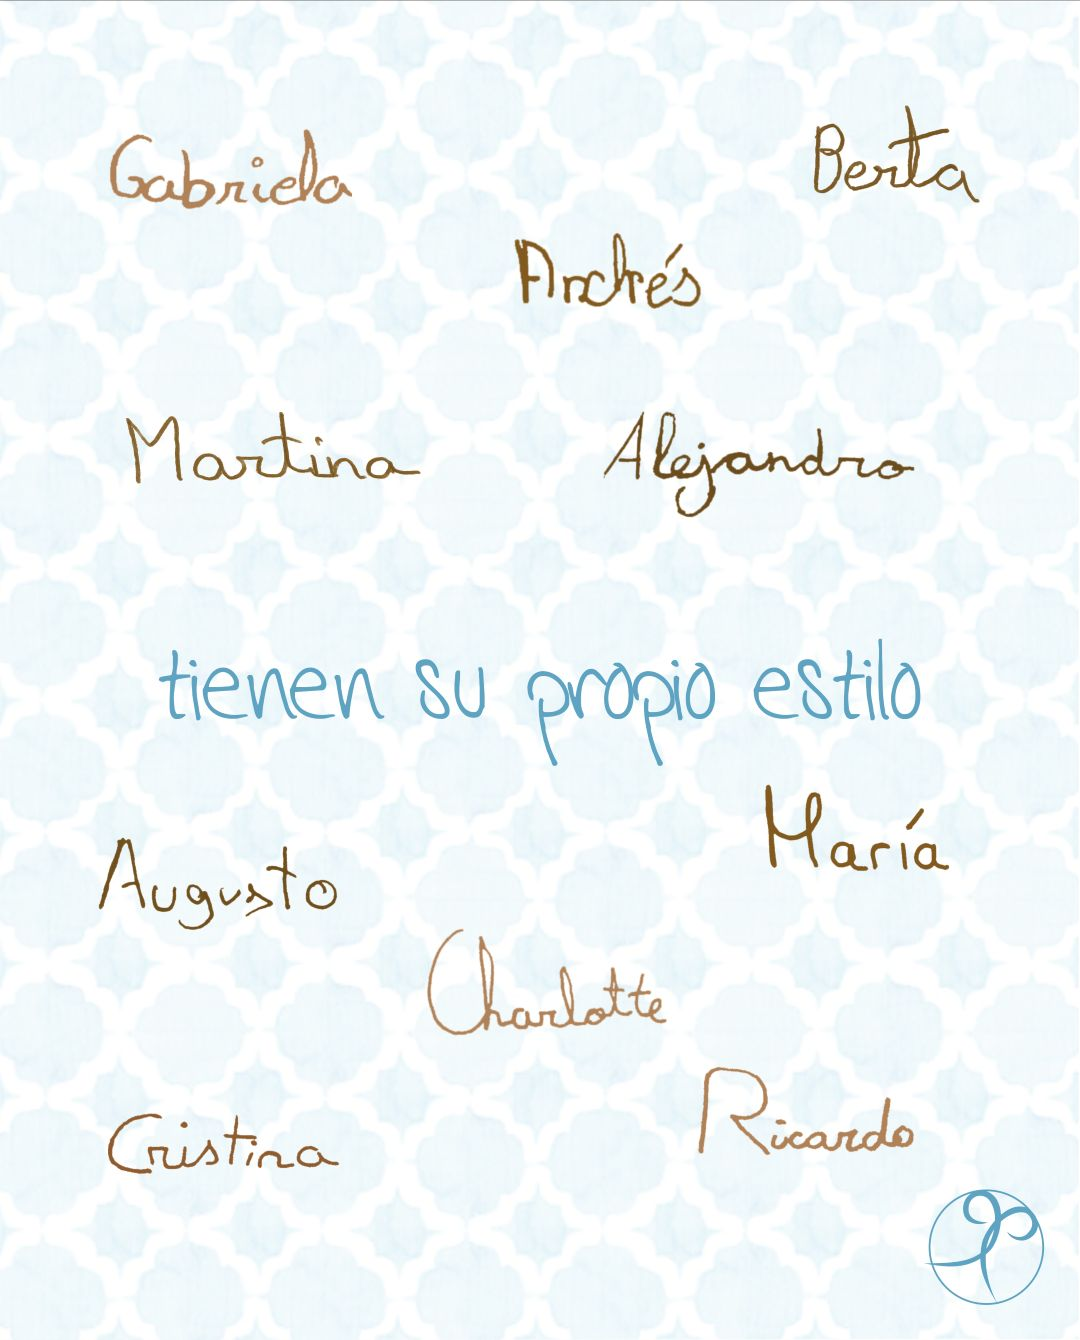 Gabriela
Berta
Andrés
Martina
Alejandro
tienen su propio estilo
María
Augusto
Charlotte
Ricardo
Cristina